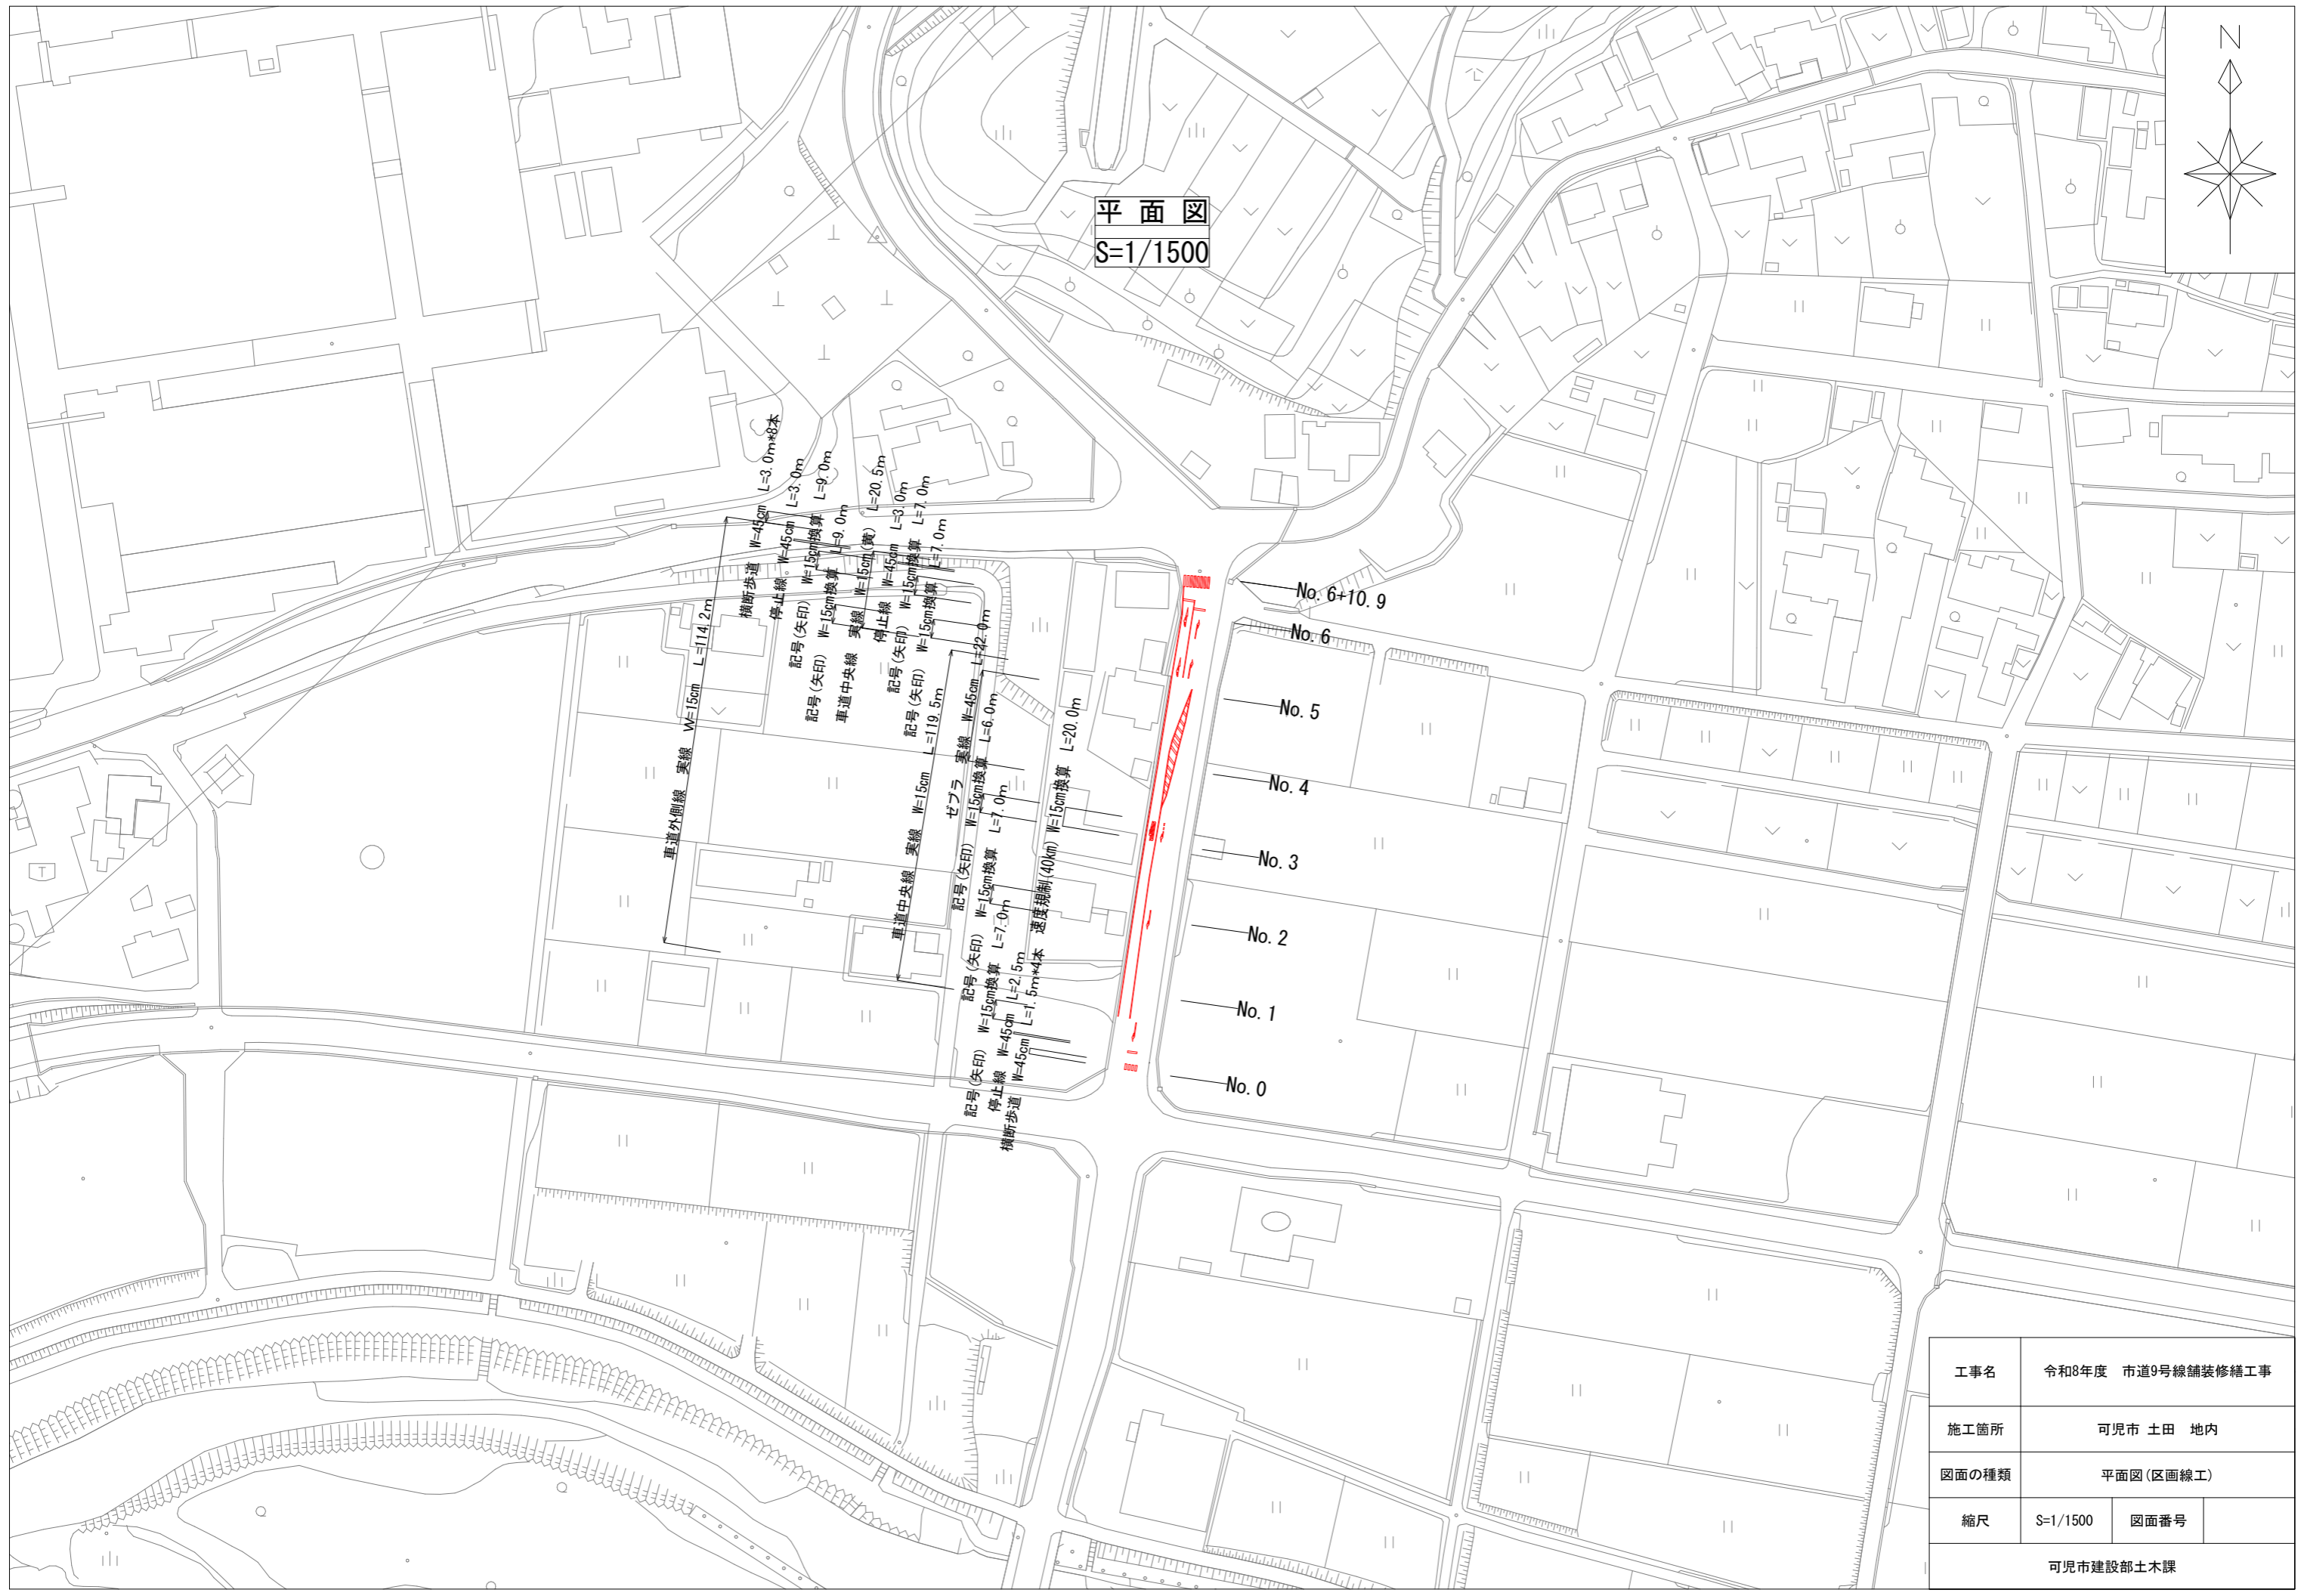 N
平 面 図
S=1/1500
横断歩道 W=45cm L=3.0m*8本
停止線 W=45cm L=3.0m
記号(矢印) W=15cm換算 L=9.0m
記号(矢印) W=15cm換算 L=9.0m
車道中央線 実線 W=15cm(黄) L=20.5m
停止線 W=45cm L=3.0m
記号(矢印) W=15cm換算 L=7.0m
記号(矢印) W=15cm換算 L=7.0m
車道外側線 実線 W=15cm L=114.2m
車道中央線 実線 W=15cm L=119.5m
ゼブラ 実線 W=45cm L=22.0m
記号(矢印) W=15cm換算 L=6.0m
記号(矢印) W=15cm換算 L=7.0m
速度規制(40km) W=15cm換算 L=20.0m
記号(矢印) W=15cm換算 L=7.0m
停止線 W=45cm L=2.5m
横断歩道 W=45cm L=1.5m*4本
No. 6+10.9
No. 6
No. 5
No. 4
No. 3
No. 2
No. 1
No. 0
T
工事名 令和8年度 市道9号線舗装修繕工事
施工箇所 可児市 土田 地内
図面の種類 平面図(区画線工)
縮尺 S=1/1500 図面番号
可児市建設部土木課